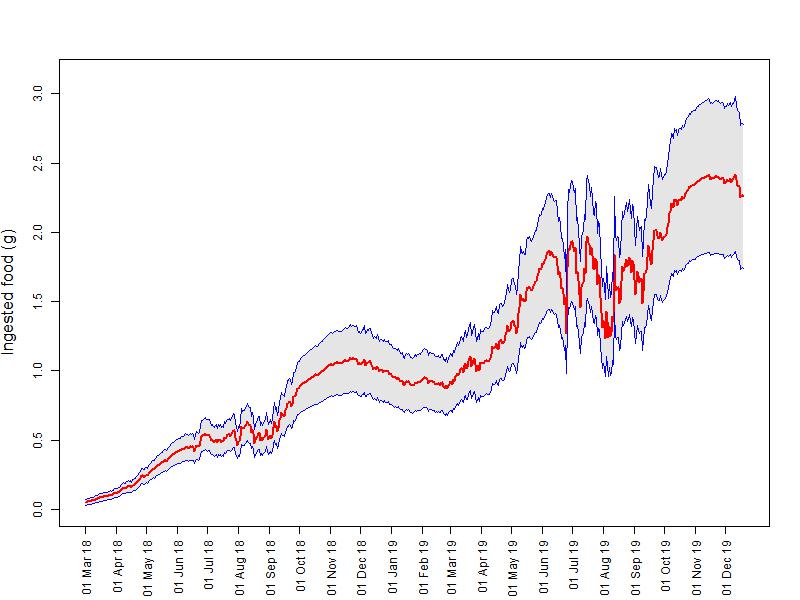 Ingested food (g)
3.0
2.5
2.0
1.5
1.0
0.5
0.0
01 Mar 18
01 Apr 18
01 May 18
01 Jun 18
01 Jul 18
01 Aug 18
01 Sep 18
01 Oct 18
01 Nov 18
01 Dec 18
01 Jan 19
01 Feb 19
01 Mar 19
01 Apr 19
01 May 19
01 Jun 19
01 Jul 19
01 Aug 19
01 Sep 19
01 Oct 19
01 Nov 19
01 Dec 19